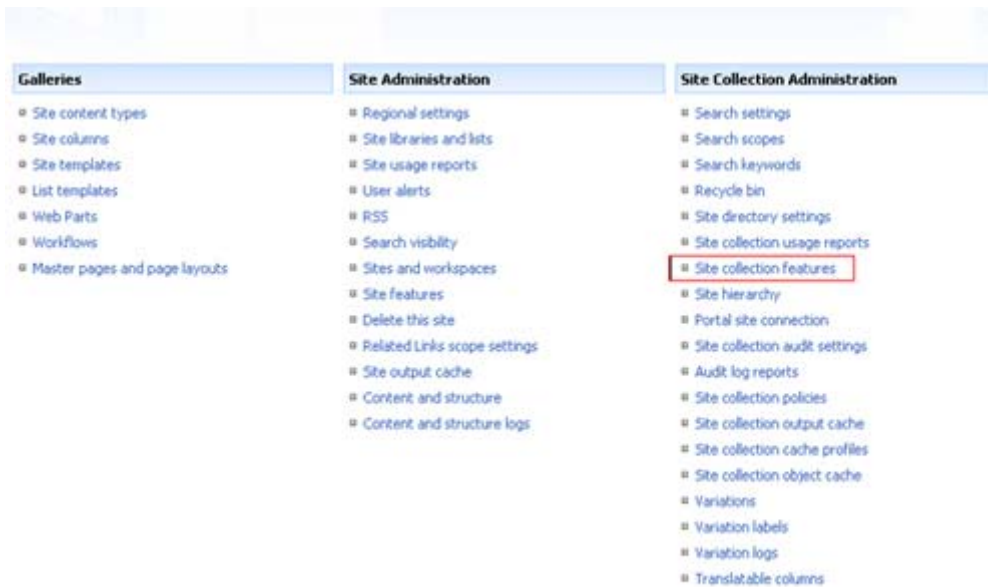 Galleries
Site content types
Site columns
Site templates
List templates
Web Parts
Workflows
Master pages and page layouts
Site Administration
Regional settings
Site libraries and lists
Site usage reports
User alerts
RSS
Search visibility
Sites and workspaces
Site features
Delete this site
Related Links scope settings
Site output cache
Content and structure
Content and structure logs
Site Collection Administration
Search settings
Search scopes
Search keywords
Recycle bin
Site directory settings
Site collection usage reports
Site collection features
Site hierarchy
Portal site connection
Site collection audit settings
Audit log reports
Site collection policies
Site collection output cache
Site collection cache profiles
Site collection object cache
Variations
Variation labels
Variation logs
Translatable columns